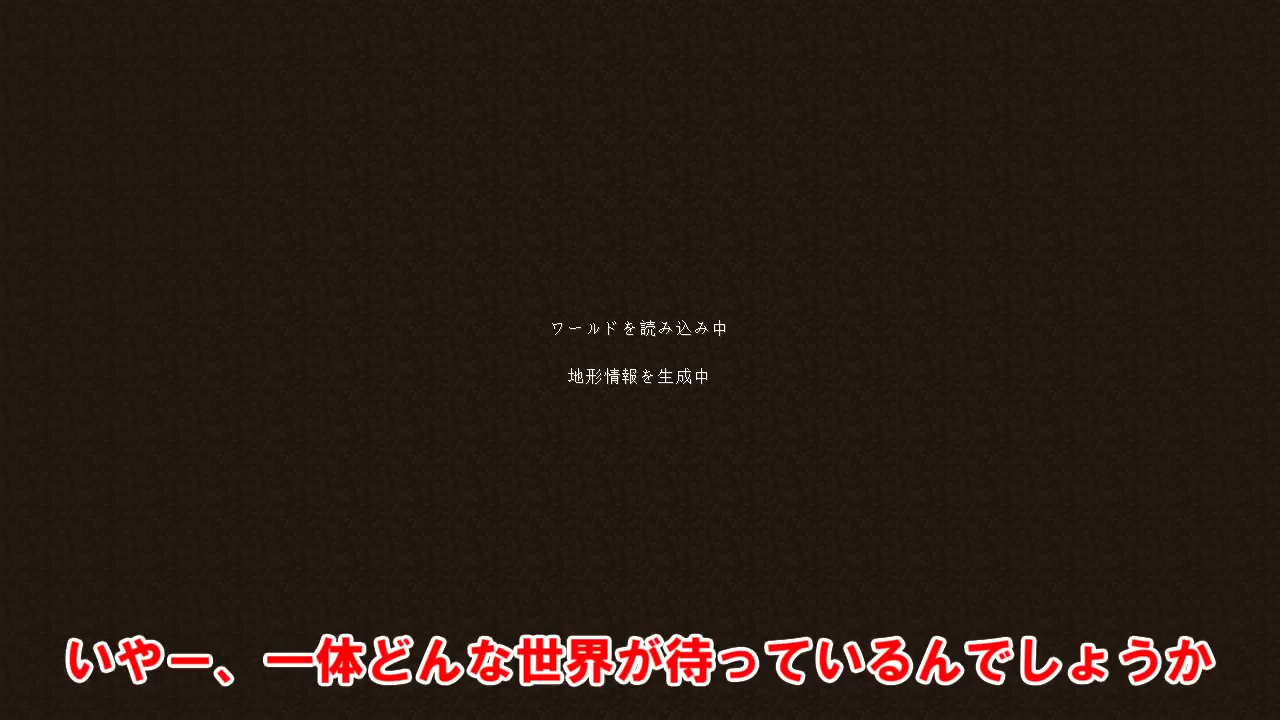 ワールドを読み込み中
地形情報を生成中
いやー、一体どんな世界が待っているんでしょうか